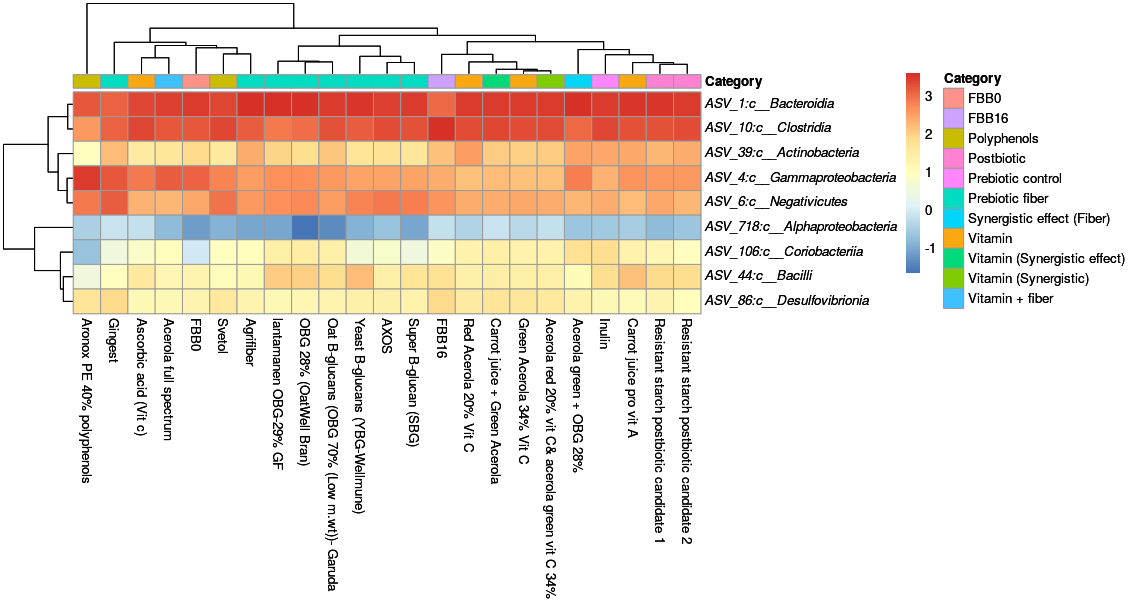 Category
ASV_1:c__Bacteroidia
ASV_10:c__Clostridia
ASV_39:c__Actinobacteria
ASV_4:c__Gammaproteobacteria
ASV_6:c__Negativicutes
ASV_718:c__Alphaproteobacteria
ASV_106:c__Coriobacteriia
ASV_44:c__Bacilli
ASV_86:c__Desulfovibrionia
Aronox PE 40% polyphenols
Gingest
Ascorbic acid (Vit c)
Acerola full spectrum
FBB0
Svetol
Agrifiber
lantamanen OBG-29% GF
OBG 28% (OatWell Bran)
Oat B-glucans (OBG 70% (Low m.wt))- Garuda
Yeast B-glucans (YBG-Wellmune)
AXOS
Super B-glucan (SBG)
FBB16
Red Acerola 20% Vit C
Carrot juice + Green Acerola
Green Acerola 34% Vit C
Acerola red 20% vit C& acerola green vit C 34%
Acerola green + OBG 28%
Inulin
Carrot juice pro vit A
Resistant starch postbiotic candidate 1
Resistant starch postbiotic candidate 2
3
2
1
0
-1
Category
FBB0
FBB16
Polyphenols
Postbiotic
Prebiotic control
Prebiotic fiber
Synergistic effect (Fiber)
Vitamin
Vitamin (Synergistic effect)
Vitamin (Synergistic)
Vitamin + fiber